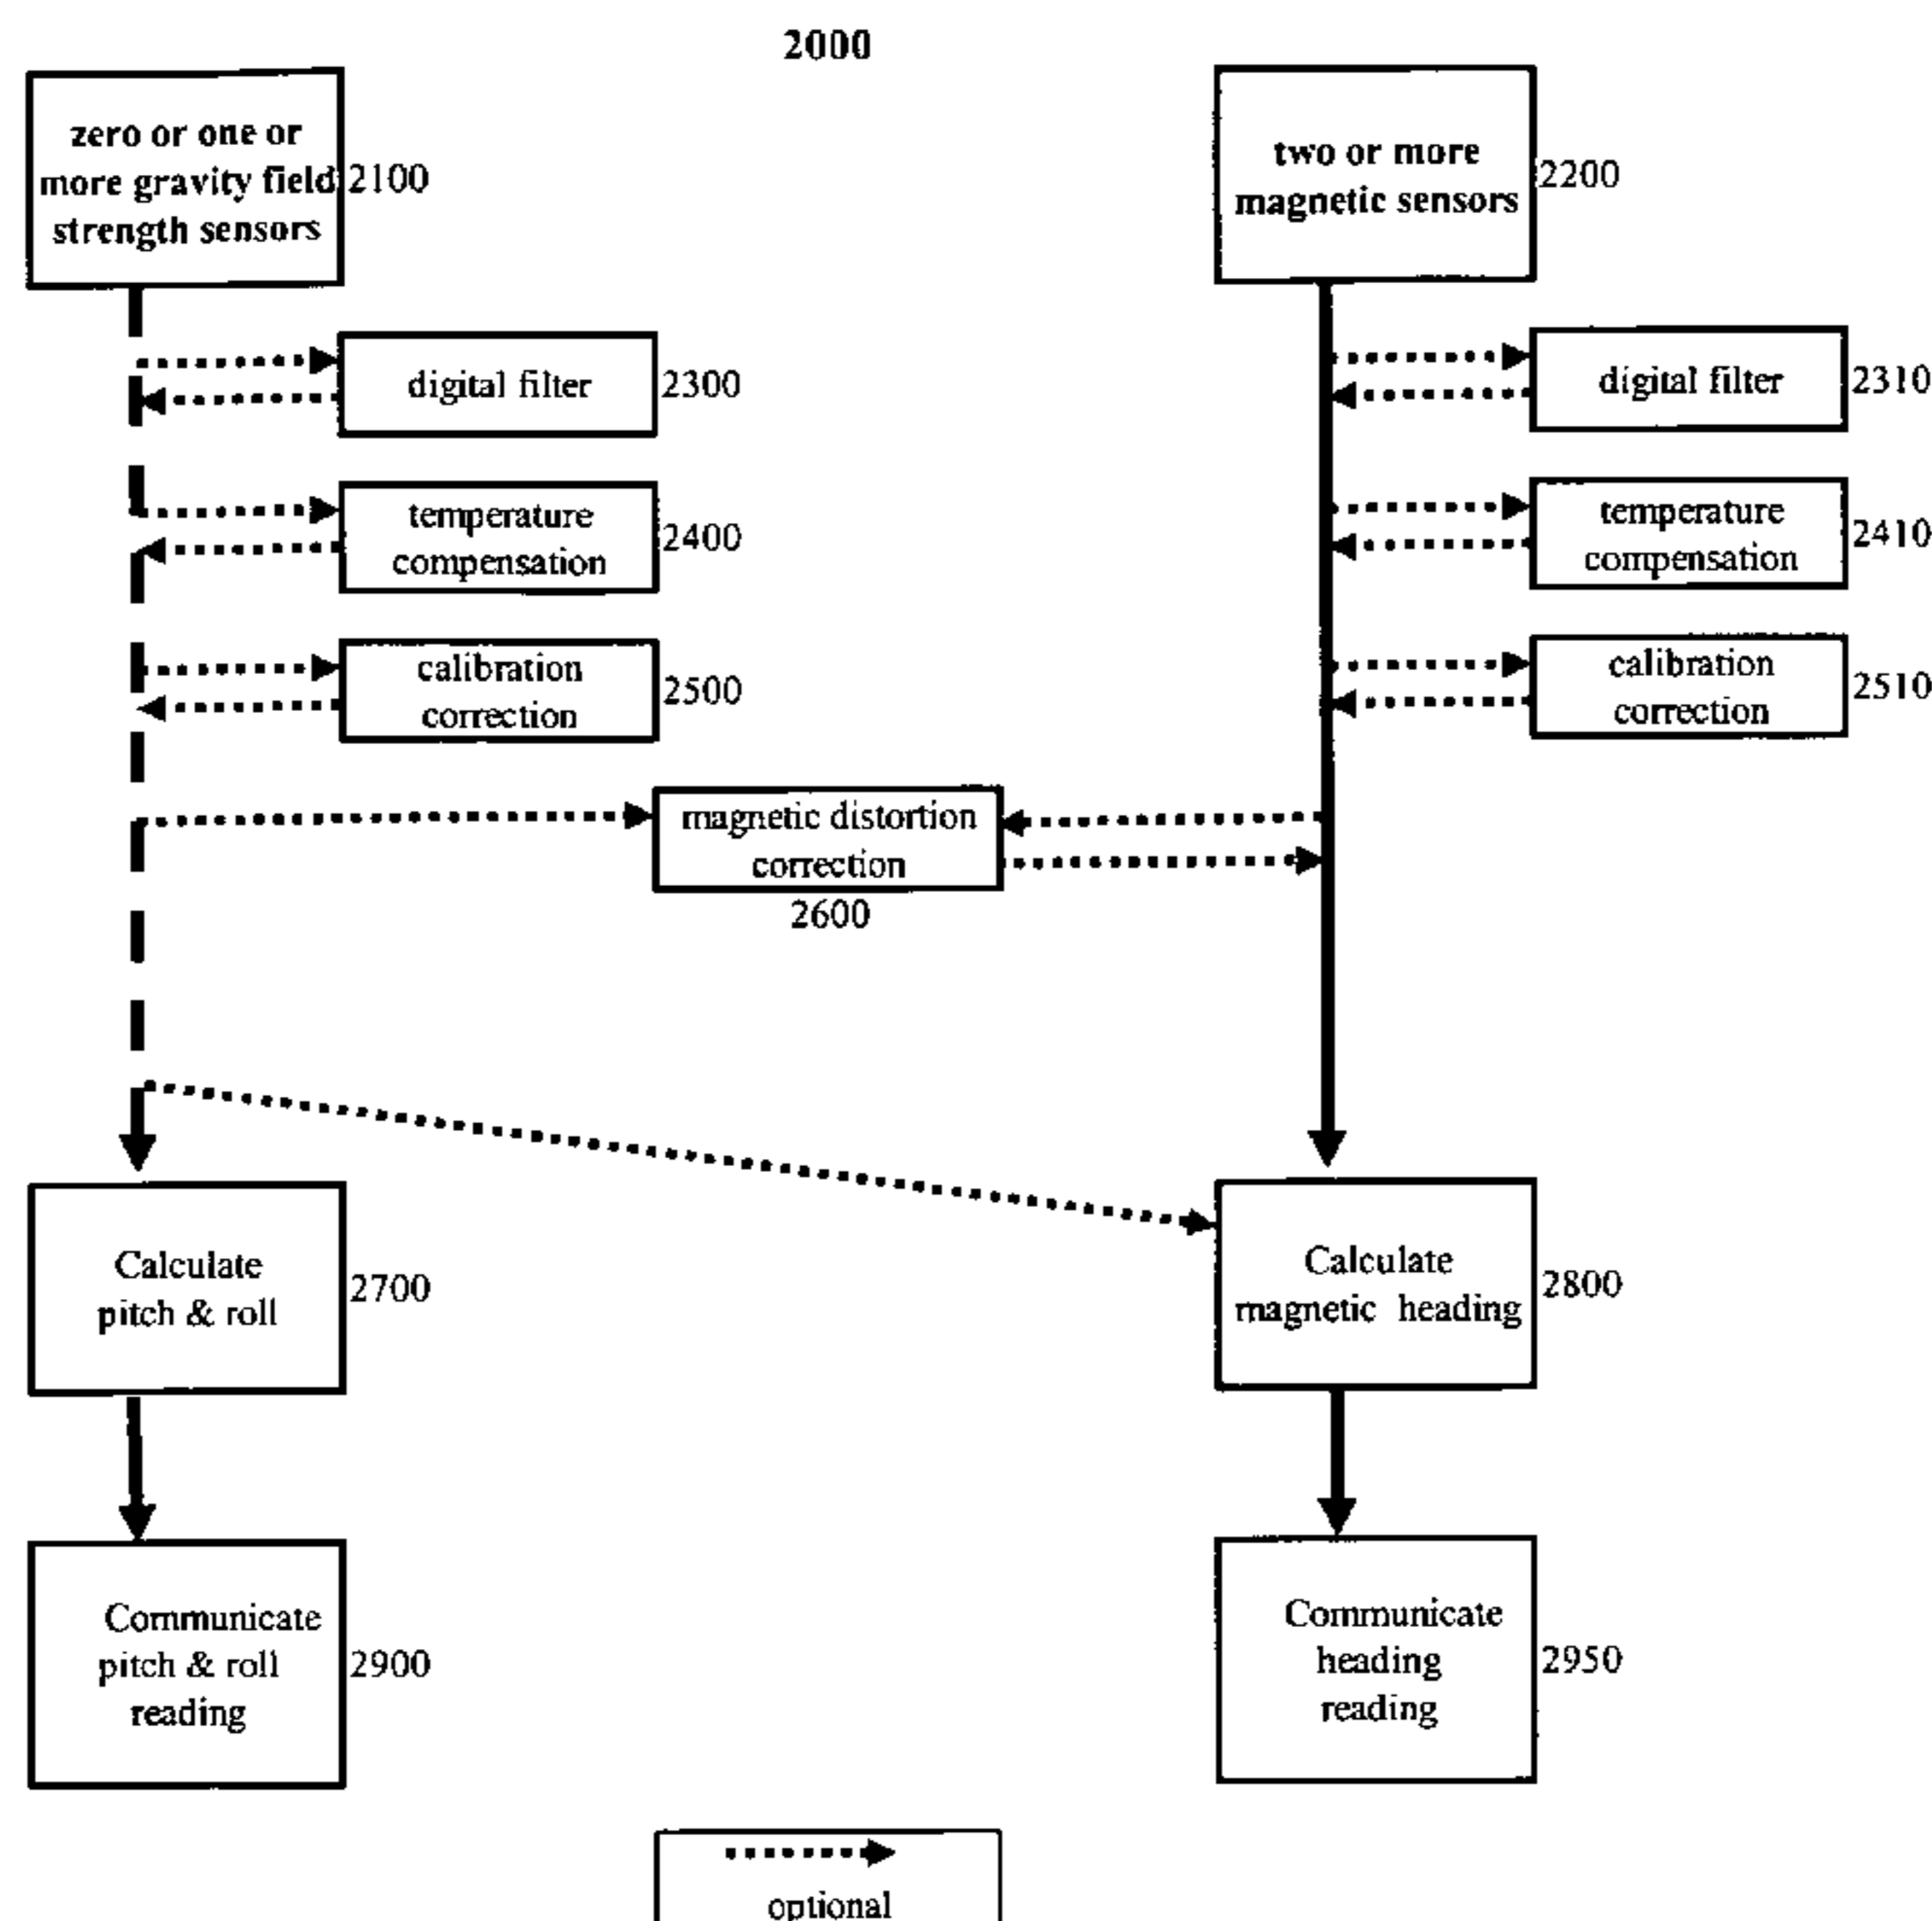 2000
zero or one or
more gravity field
strength sensors
2100
two or more
magnetic sensors
2200
digital filter
2300
digital filter
2310
temperature
compensation
2400
temperature
compensation
2410
calibration
correction
2500
calibration
correction
2510
magnetic distortion
correction
2600
Calculate
pitch & roll
2700
Calculate
magnetic heading
2800
Communicate
pitch & roll
reading
2900
Communicate
heading
reading
2950
optional